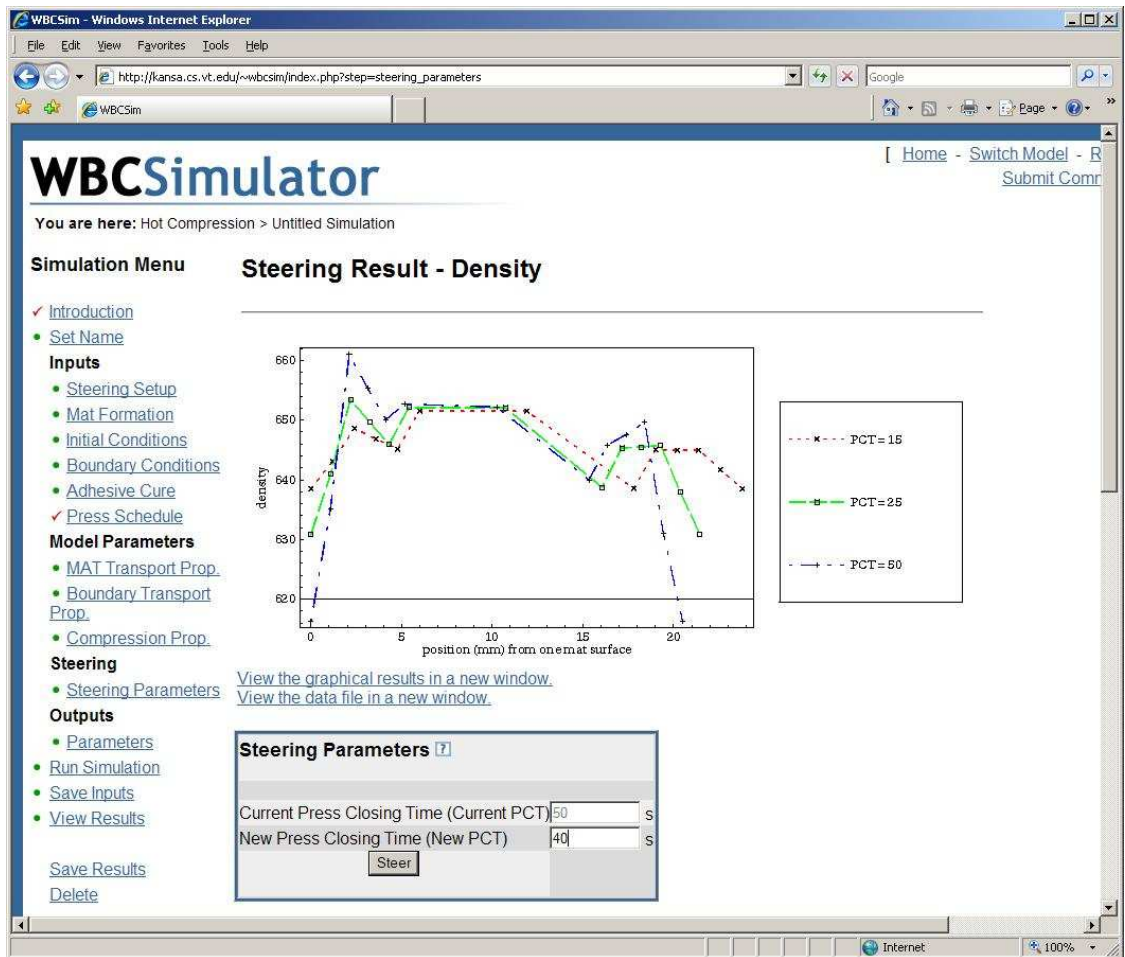 WBCSim - Windows Internet Explorer
File Edit View Favorites Tools Help
http://kansa.cs.vt.edu/~wbcsim/index.php?step=steering_parameters
Google
WBCSim
Page
WBCSimulator
[ Home - Switch Model - R
Submit Comm
You are here: Hot Compression > Untitled Simulation
Simulation Menu
Introduction
Set Name
Inputs
Steering Setup
Mat Formation
Initial Conditions
Boundary Conditions
Adhesive Cure
Press Schedule
Model Parameters
MAT Transport Prop.
Boundary Transport
Prop.
Compression Prop.
Steering
Steering Parameters
Outputs
Parameters
Run Simulation
Save Inputs
View Results
Save Results
Delete
Steering Result - Density
660
650
640
630
620
density
0 5 10 15 20
position (mm) from one mat surface
PCT=15
PCT=25
PCT=50
View the graphical results in a new window.
View the data file in a new window.
Steering Parameters ?
Current Press Closing Time (Current PCT) 50 s
New Press Closing Time (New PCT) 40 s
Steer
Internet 100%